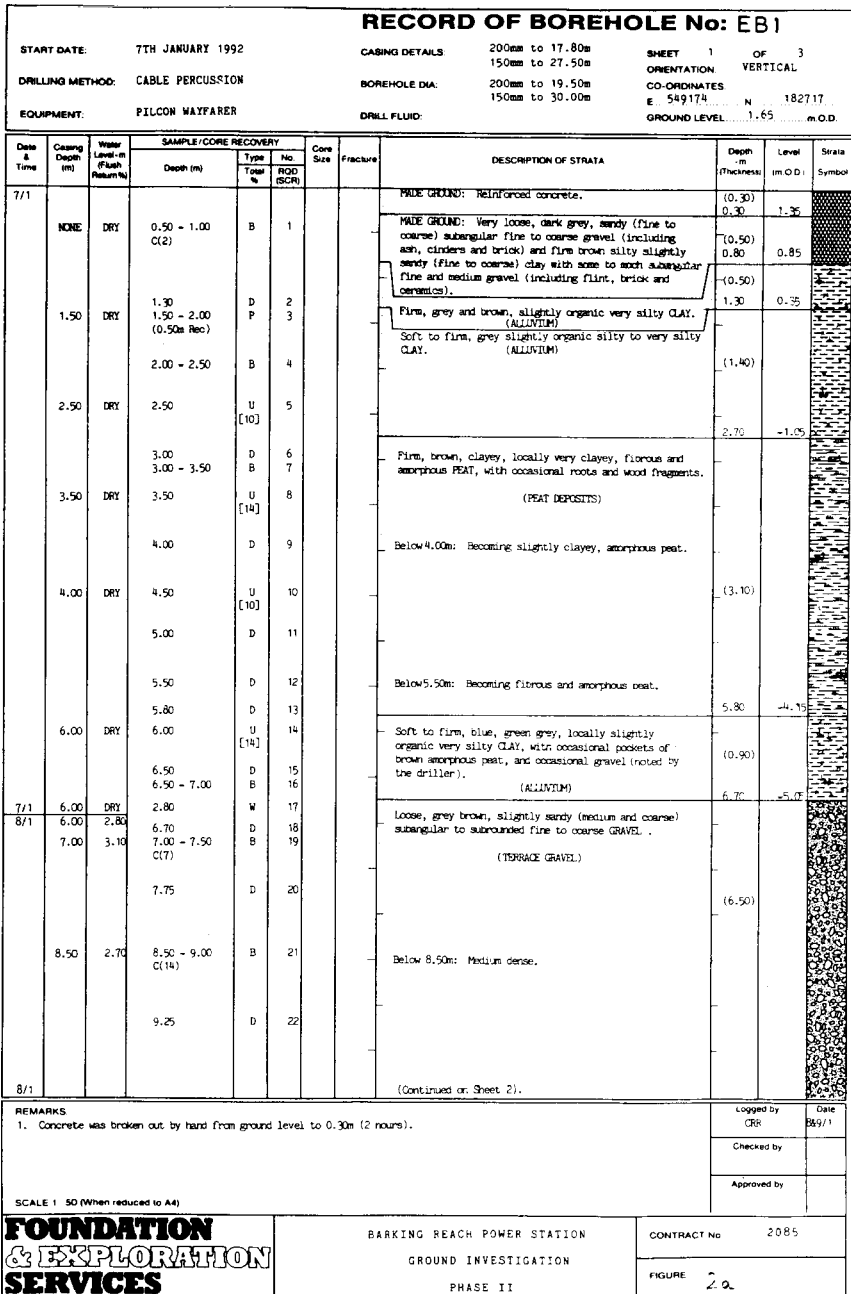 RECORD OF BOREHOLE No: EB1
START DATE: 7TH JANUARY 1992
DRILLING METHOD: CABLE PERCUSSION
EQUIPMENT: PILCON WAYFARER
CASING DETAILS: 200mm to 17.80m
150mm to 27.50m
BOREHOLE DIA: 200mm to 19.50m
150mm to 30.00m
DRILL FLUID:
SHEET 1 OF 3
ORIENTATION VERTICAL
CO-ORDINATES
E 549174 N 182717
GROUND LEVEL 1.65 m.O.D.
Date & Time
Casing Depth (m)
Water Level-m (Flush Return %)
SAMPLE/CORE RECOVERY
Depth (m)
Type
Total %
No.
RQD (SCR)
Core Size
Fracture
DESCRIPTION OF STRATA
Depth -m (Thickness)
Level (m.O.D)
Strata Symbol
7/1
MADE GROUND: Reinforced concrete.
(0.30)
0.30 1.35
NONE DRY 0.50 - 1.00 B 1
C(2)
MADE GROUND: Very loose, dark grey, sandy (fine to
coarse) subangular fine to coarse gravel (including
ash, cinders and brick) and firm brown silty slightly
sandy (fine to coarse) clay with some to much subangular
fine and medium gravel (including flint, brick and
ceramics).
(0.50)
0.80 0.85
(0.50)
1.30 0.35
1.30 D 2
1.50 DRY 1.50 - 2.00 P 3
(0.50m Rec)
Firm, grey and brown, slightly organic very silty CLAY.
(ALLUVIUM)
Soft to firm, grey slightly organic silty to very silty
CLAY. (ALLUVIUM)
2.00 - 2.50 B 4
(1.40)
2.50 DRY 2.50 U 5
[10]
2.70 -1.05
3.00 D 6
3.00 - 3.50 B 7
Firm, brown, clayey, locally very clayey, fibrous and
amorphous PEAT, with occasional roots and wood fragments.
3.50 DRY 3.50 U 8
[14]
(PEAT DEPOSITS)
4.00 D 9
Below 4.00m: Becoming slightly clayey, amorphous peat.
4.00 DRY 4.50 U 10
[10]
(3.10)
5.00 D 11
5.50 D 12
Below 5.50m: Becoming fibrous and amorphous peat.
5.80 D 13
5.80 -4.15
6.00 DRY 6.00 U 14
[14]
Soft to firm, blue, green grey, locally slightly
organic very silty CLAY, with occasional pockets of
brown amorphous peat, and occasional gravel (noted by
the driller).
(ALLUVIUM)
(0.90)
6.50 D 15
6.50 - 7.00 B 16
6.70 -5.05
7/1 6.00 DRY 2.80 W 17
8/1 6.00 2.80
6.70 D 18
7.00 3.10 7.00 - 7.50 B 19
C(7)
Loose, grey brown, slightly sandy (medium and coarse)
subangular to subrounded fine to coarse GRAVEL .
(TERRACE GRAVEL)
7.75 D 20
(6.50)
8.50 2.70 8.50 - 9.00 B 21
C(14)
Below 8.50m: Medium dense.
9.25 D 22
8/1
(Continued on Sheet 2).
REMARKS
1. Concrete was broken out by hand from ground level to 0.30m (2 hours).
Logged by
CRR
Date
8&9/1
Checked by
Approved by
SCALE 1 50 (When reduced to A4)
FOUNDATION
& EXPLORATION
SERVICES
BARKING REACH POWER STATION
GROUND INVESTIGATION
PHASE II
CONTRACT No 2085
FIGURE 2a